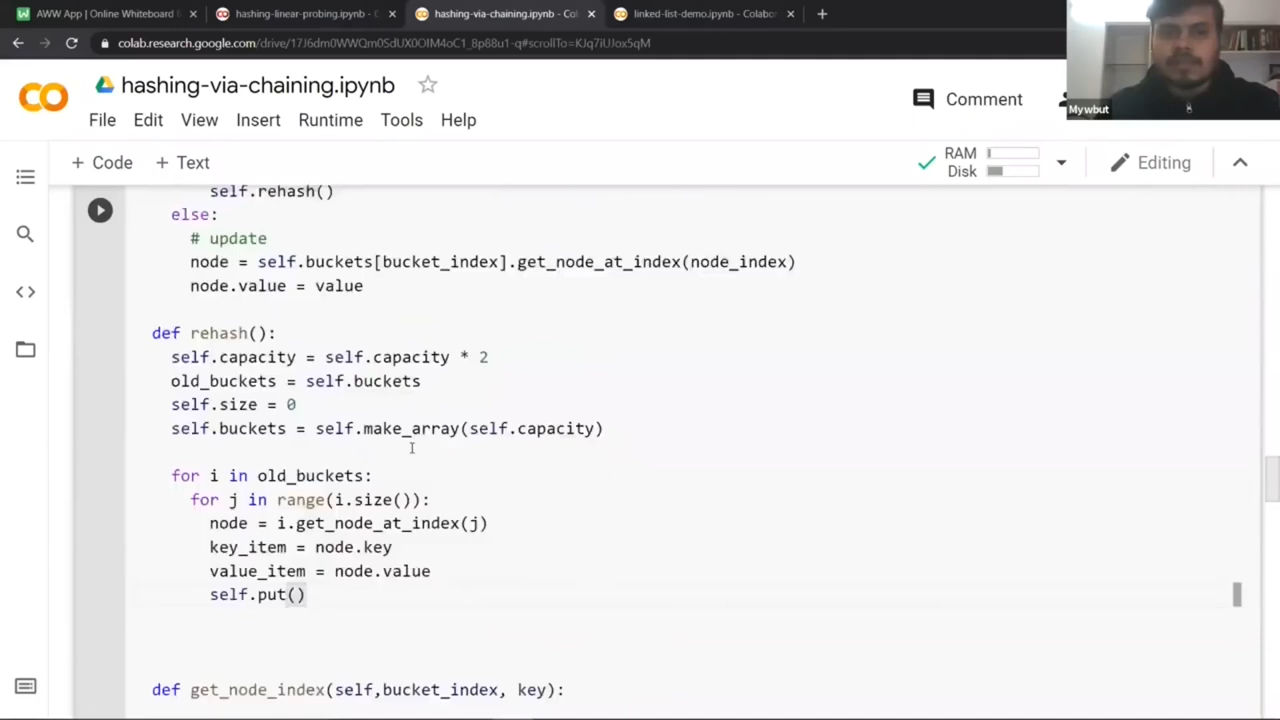 AWW App | Online Whiteboard
hashing-linear-probing.ipynb - C
hashing-via-chaining.ipynb - Col
linked-list-demo.ipynb - Colabor
colab.research.google.com/drive/17J6dm0WWQm0SdUX0OIM4oC1_8p88u1-q#scrollTo=KJq7iUJox5qM
hashing-via-chaining.ipynb
Comment
Mywbut
File Edit View Insert Runtime Tools Help
+ Code + Text
RAM
Disk
Editing
self.rehash()
else:
# update
node = self.buckets[bucket_index].get_node_at_index(node_index)
node.value = value
def rehash():
self.capacity = self.capacity * 2
old_buckets = self.buckets
self.size = 0
self.buckets = self.make_array(self.capacity)
for i in old_buckets:
for j in range(i.size()):
node = i.get_node_at_index(j)
key_item = node.key
value_item = node.value
self.put()
def get_node_index(self,bucket_index, key):